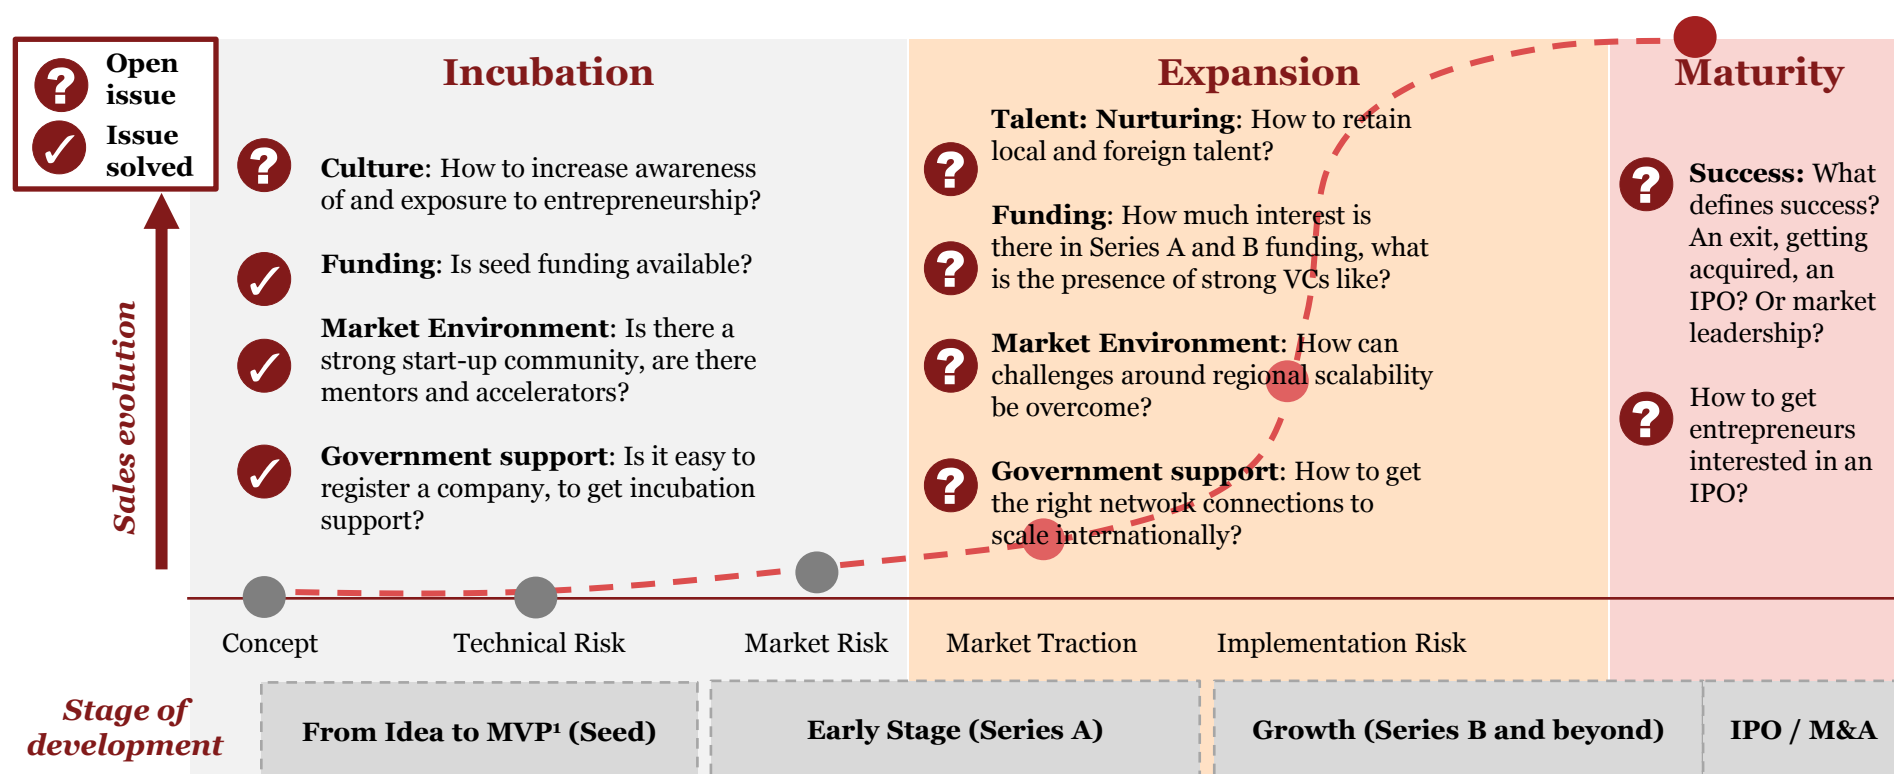 Open
issue
Issue
solved
Incubation
Culture: How to increase awareness
of and exposure to entrepreneurship?
Funding: Is seed funding available?
Market Environment: Is there a
strong start-up community, are there
mentors and accelerators?
Government support: Is it easy to
register a company, to get incubation
support?
Expansion
Talent: Nurturing: How to retain
local and foreign talent?
Funding: How much interest is
there in Series A and B funding, what
is the presence of strong VCs like?
Market Environment: How can
challenges around regional scalability
be overcome?
Government support: How to get
the right network connections to
scale internationally?
Maturity
Success: What
defines success?
An exit, getting
acquired, an
IPO? Or market
leadership?
How to get
entrepreneurs
interested in an
IPO?
Sales evolution
Concept
Technical Risk
Market Risk
Market Traction
Implementation Risk
Stage of
development
From Idea to MVP¹ (Seed)
Early Stage (Series A)
Growth (Series B and beyond)
IPO / M&A